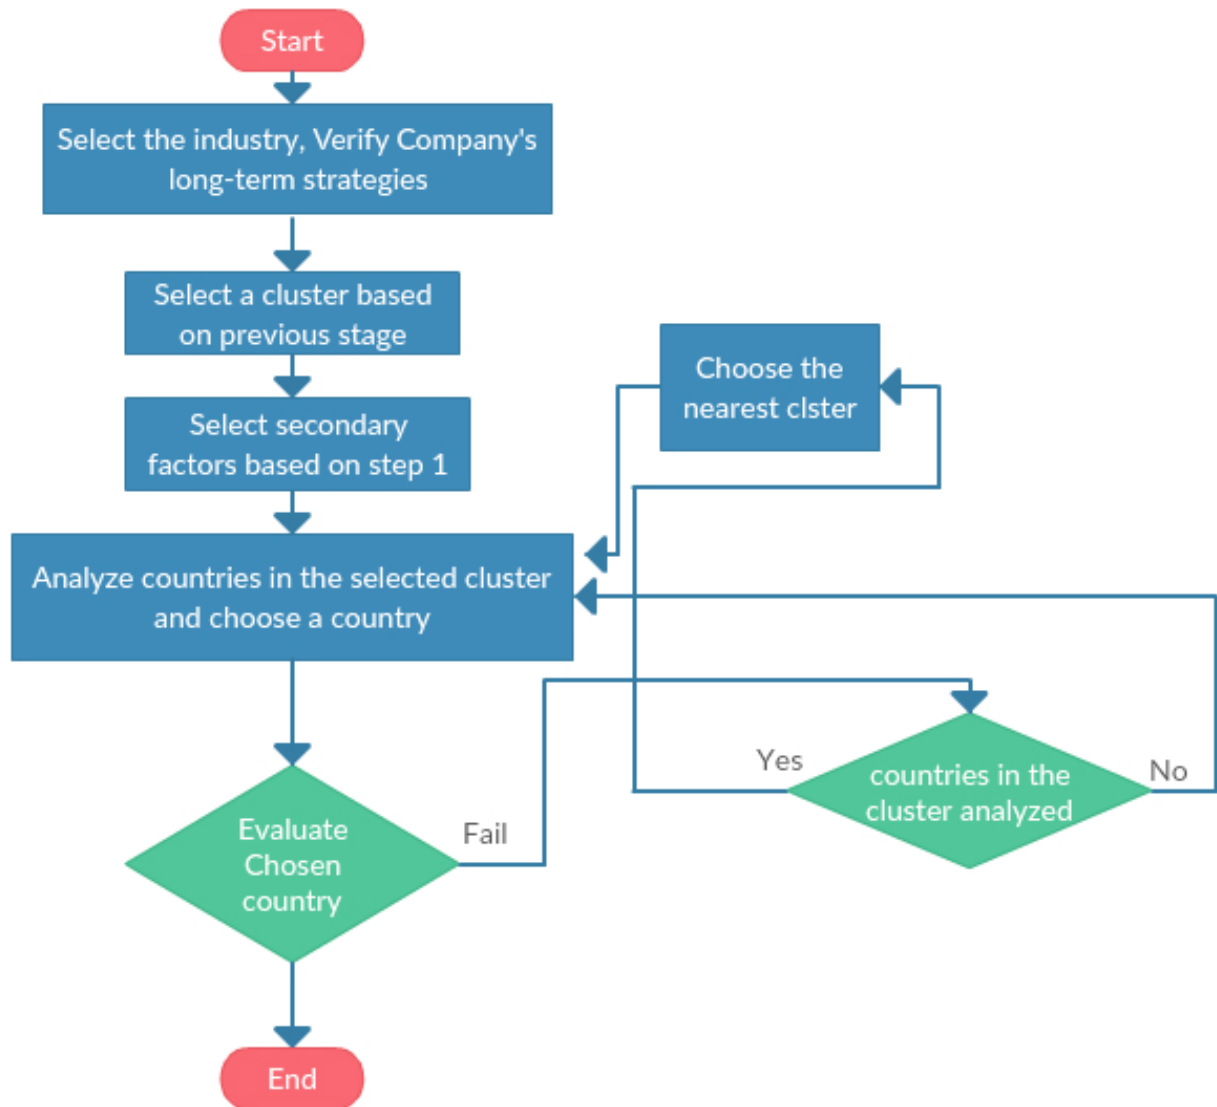 Start
Select the industry, Verify Company's
long-term strategies
Select a cluster based
on previous stage
Choose the
nearest clster
Select secondary
factors based on step 1
Analyze countries in the selected cluster
and choose a country
Yes
countries in the
cluster analyzed
No
Evaluate
Chosen
country
Fail
End